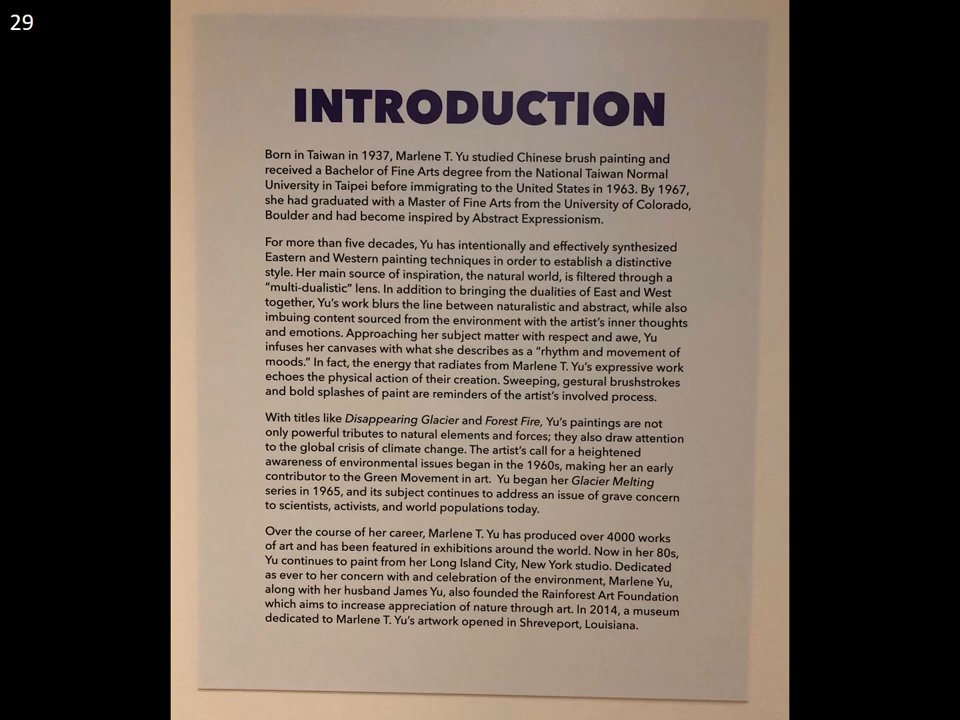 29
INTRODUCTION
Born in Taiwan in 1937, Marlene T. Yu studied Chinese brush painting and
received a Bachelor of Fine Arts degree from the National Taiwan Normal
University in Taipei before immigrating to the United States in 1963. By 1967,
she had graduated with a Master of Fine Arts from the University of Colorado,
Boulder and had become inspired by Abstract Expressionism.
For more than five decades, Yu has intentionally and effectively synthesized
Eastern and Western painting techniques in order to establish a distinctive
style. Her main source of inspiration, the natural world, is filtered through a
“multi-dualistic” lens. In addition to bringing the dualities of East and West
together, Yu’s work blurs the line between naturalistic and abstract, while also
imbuing content sourced from the environment with the artist’s inner thoughts
and emotions. Approaching her subject matter with respect and awe, Yu
infuses her canvases with what she describes as a “rhythm and movement of
moods.” In fact, the energy that radiates from Marlene T. Yu’s expressive work
echoes the physical action of their creation. Sweeping, gestural brushstrokes
and bold splashes of paint are reminders of the artist’s involved process.
With titles like Disappearing Glacier and Forest Fire, Yu’s paintings are not
only powerful tributes to natural elements and forces; they also draw attention
to the global crisis of climate change. The artist’s call for a heightened
awareness of environmental issues began in the 1960s, making her an early
contributor to the Green Movement in art. Yu began her Glacier Melting
series in 1965, and its subject continues to address an issue of grave concern
to scientists, activists, and world populations today.
Over the course of her career, Marlene T. Yu has produced over 4000 works
of art and has been featured in exhibitions around the world. Now in her 80s,
Yu continues to paint from her Long Island City, New York studio. Dedicated
as ever to her concern with and celebration of the environment, Marlene Yu,
along with her husband James Yu, also founded the Rainforest Art Foundation
which aims to increase appreciation of nature through art. In 2014, a museum
dedicated to Marlene T. Yu’s artwork opened in Shreveport, Louisiana.